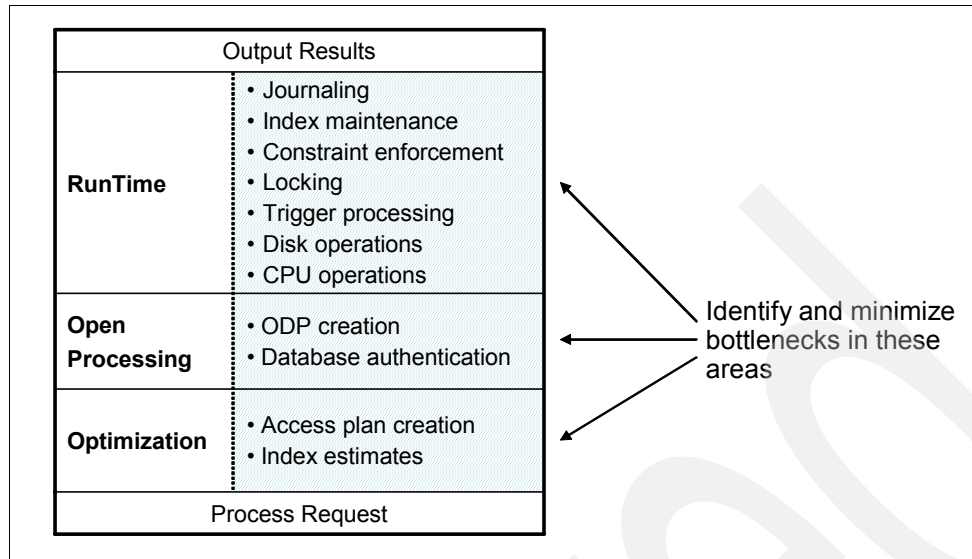 Output Results
RunTime
• Journaling
• Index maintenance
• Constraint enforcement
• Locking
• Trigger processing
• Disk operations
• CPU operations
Open
Processing
• ODP creation
• Database authentication
Optimization
• Access plan creation
• Index estimates
Process Request
Identify and minimize
bottlenecks in these
areas